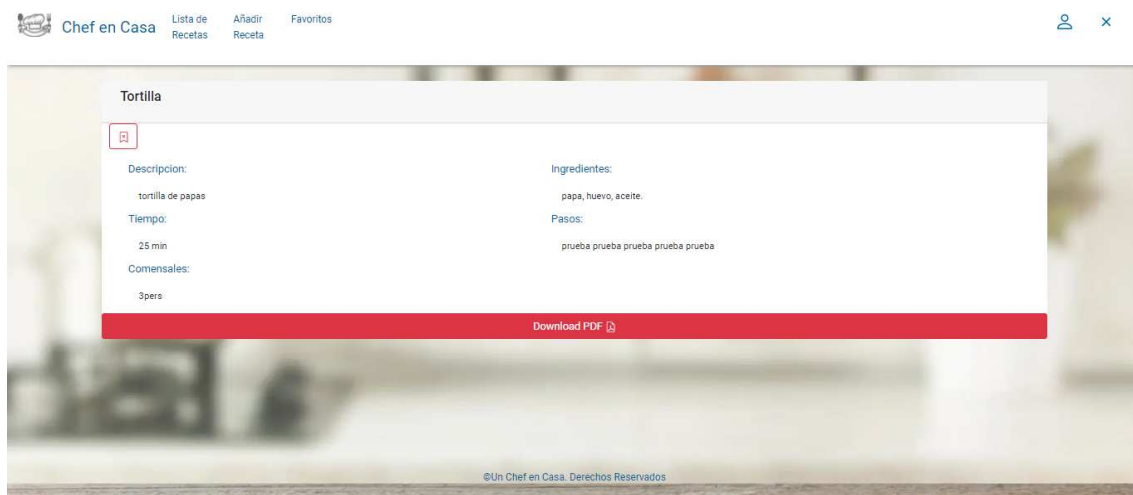 Chef en Casa
Lista de
Recetas
Añadir
Receta
Favoritos
Tortilla
Descripcion:
tortilla de papas
Tiempo:
25 min
Comensales:
3pers
Ingredientes:
papa, huevo, aceite.
Pasos:
prueba prueba prueba prueba prueba
Download PDF
©Un Chef en Casa. Derechos Reservados